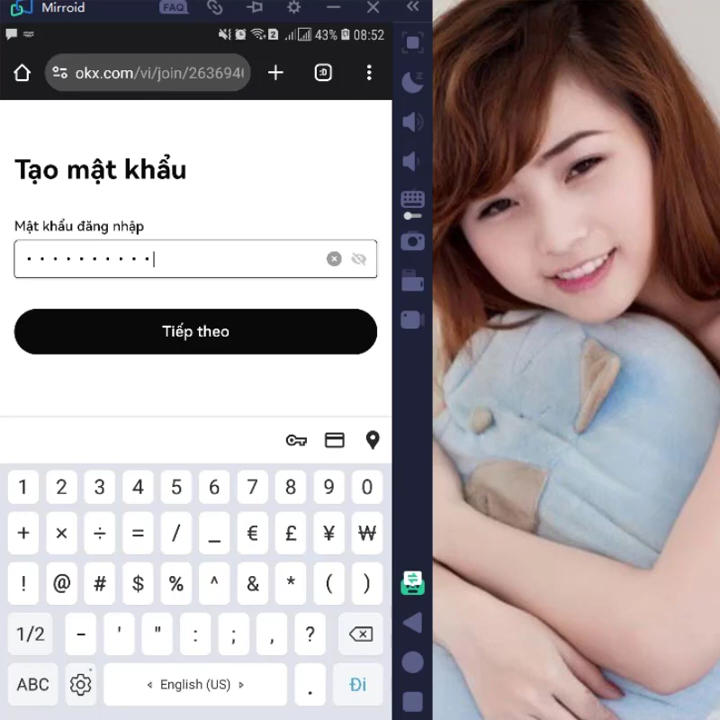 Mirroid FAQ
43% 08:52
okx.com/vi/join/2636940
Tạo mật khẩu
Mật khẩu đăng nhập
Tiếp theo
1 2 3 4 5 6 7 8 9 0
+ × ÷ = / _ € £ ¥ ₩
! @ # $ % ^ & * ( )
1/2 - ' " : ; , ?
ABC English (US) . Đi